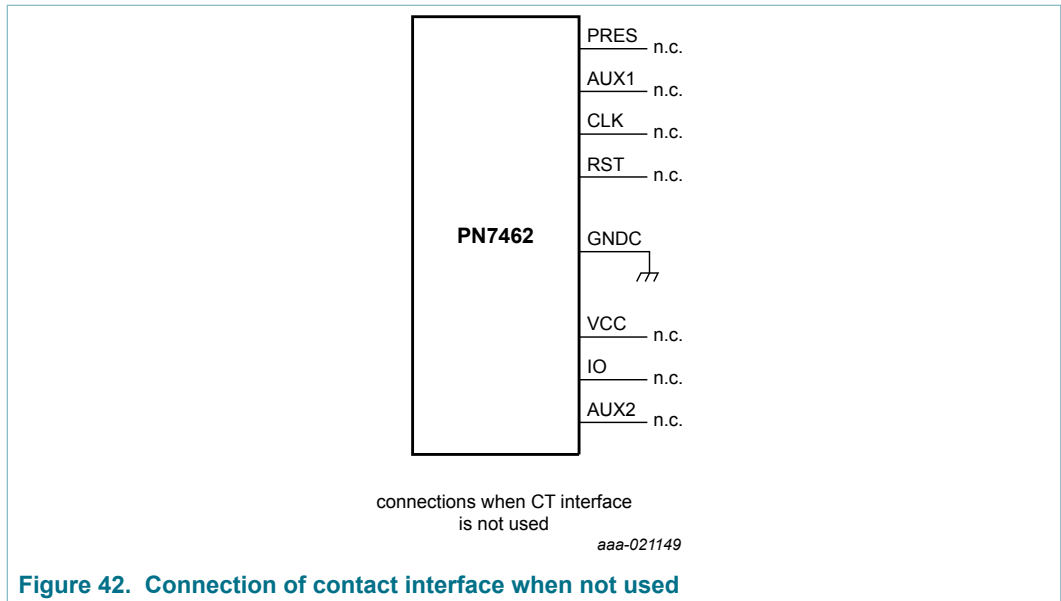 PRES
n.c.
AUX1
n.c.
CLK
n.c.
RST
n.c.
PN7462
GNDC
VCC
n.c.
IO
n.c.
AUX2
n.c.
connections when CT interface
is not used
aaa-021149
Figure 42. Connection of contact interface when not used